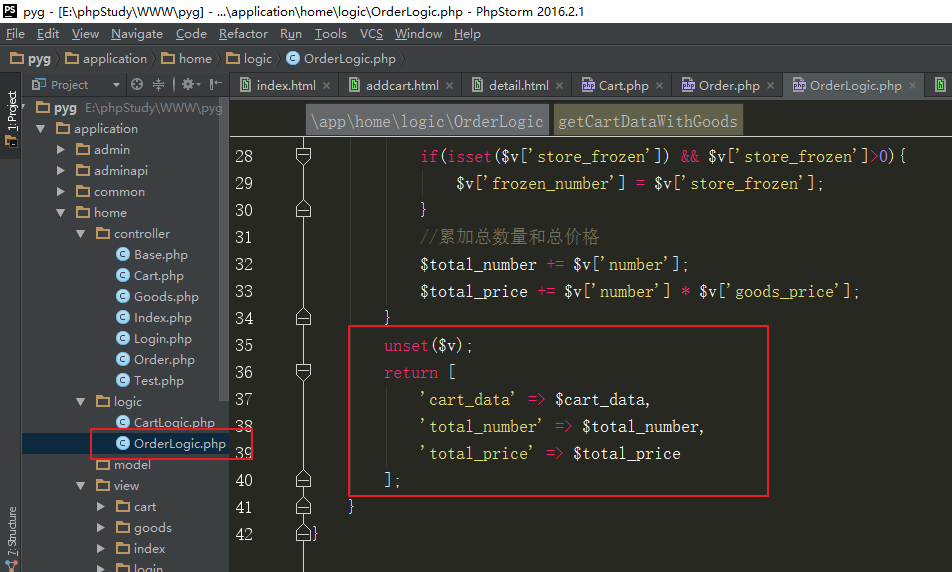 pyg - [E:\phpStudy\WWW\pyg] - ...\application\home\logic\OrderLogic.php - PhpStorm 2016.2.1
File Edit View Navigate Code Refactor Run Tools VCS Window Help
pyg application home logic OrderLogic.php
Project index.html addcart.html detail.html Cart.php Order.php OrderLogic.php
1: Project
7: Structure
pyg E:\phpStudy\WWW\pyg
application
admin
adminapi
common
home
controller
Base.php
Cart.php
Goods.php
Index.php
Login.php
Order.php
Test.php
logic
CartLogic.php
OrderLogic.php
model
view
cart
goods
index
login
\app\home\logic\OrderLogic getCartDataWithGoods
28 if(isset($v['store_frozen']) && $v['store_frozen']>0){
29 $v['frozen_number'] = $v['store_frozen'];
30 }
31 //累加总数量和总价格
32 $total_number += $v['number'];
33 $total_price += $v['number'] * $v['goods_price'];
34 }
35 unset($v);
36 return [
37 'cart_data' => $cart_data,
38 'total_number' => $total_number,
39 'total_price' => $total_price
40 ];
41 }
42 }